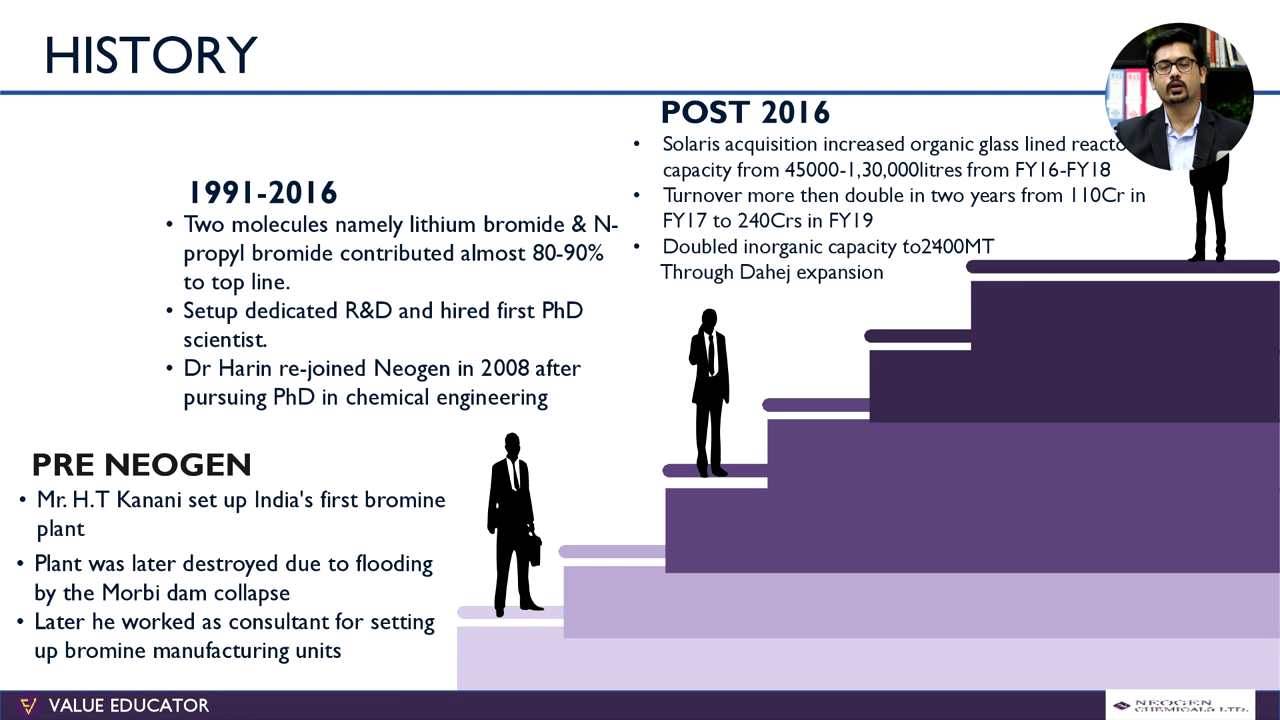 HISTORY
PRE NEOGEN
• Mr. H.T Kanani set up India's first bromine
plant
• Plant was later destroyed due to flooding
by the Morbi dam collapse
• Later he worked as consultant for setting
up bromine manufacturing units
1991-2016
• Two molecules namely lithium bromide & N-
propyl bromide contributed almost 80-90%
to top line.
• Setup dedicated R&D and hired first PhD
scientist.
• Dr Harin re-joined Neogen in 2008 after
pursuing PhD in chemical engineering
POST 2016
• Solaris acquisition increased organic glass lined
capacity from 45000-1,30,000litres from FY16-FY18
• Turnover more then double in two years from 110Cr in
FY17 to 240Crs in FY19
• Doubled inorganic capacity to2400MT
Through Dahej expansion
VALUE EDUCATOR
NEOGEN
CHEMICALS LTD.